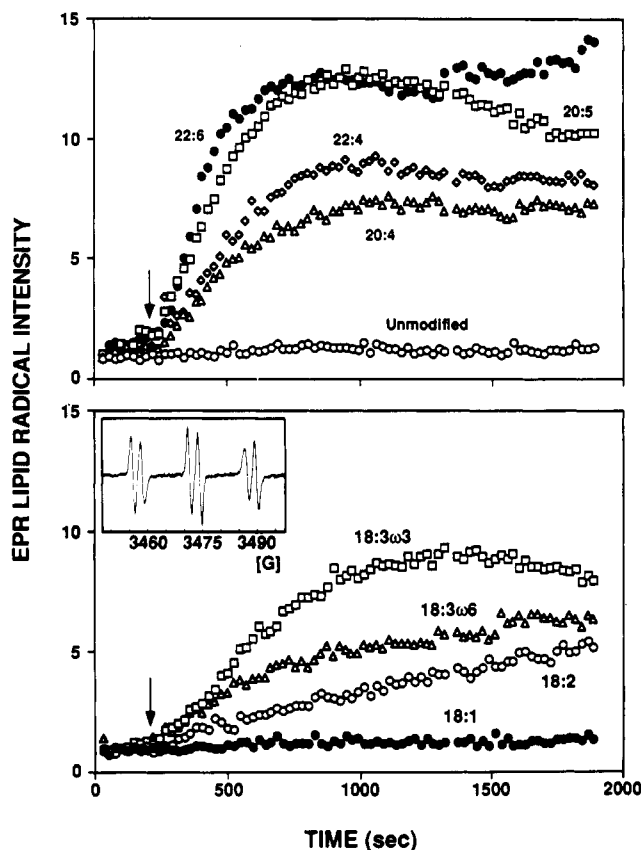 EPR LIPID RADICAL INTENSITY
15
10
5
0
22:6
20:5
22:4
20:4
Unmodified
15
10
5
0
3460 3475 3490
[G]
18:3ω3
18:3ω6
18:2
18:1
0 500 1000 1500 2000
TIME (sec)